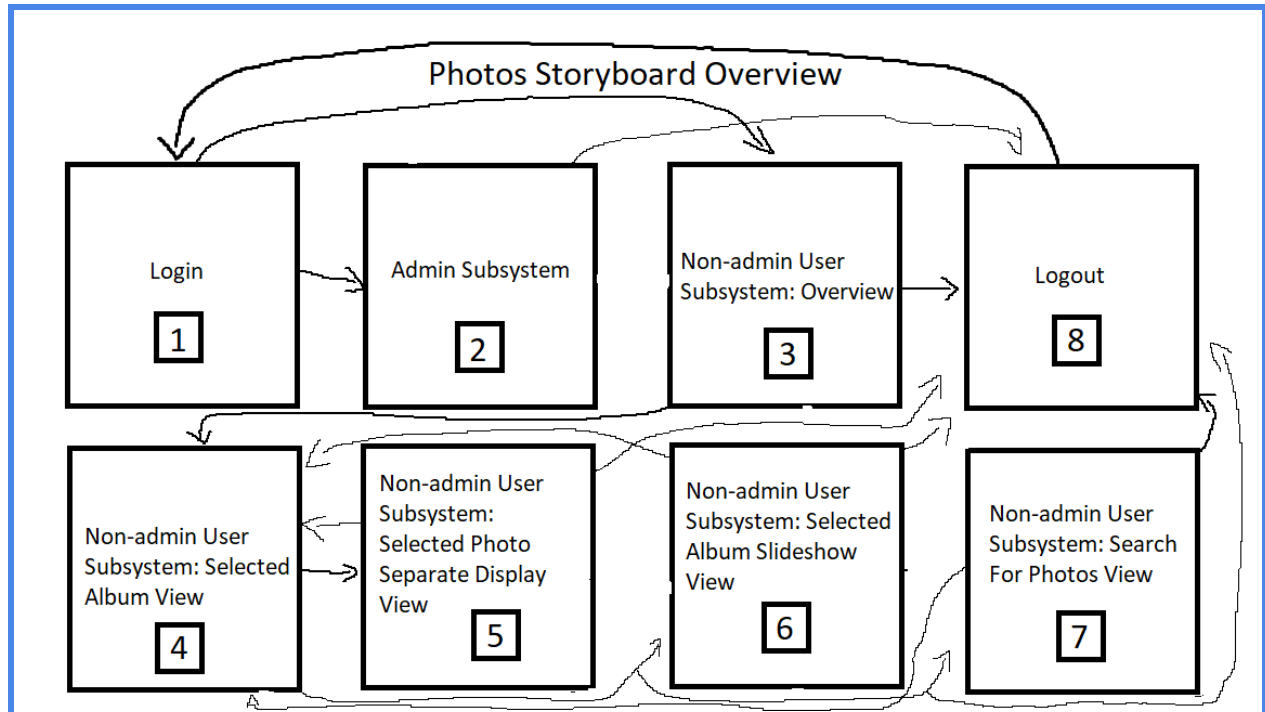 Photos Storyboard Overview
Login
1
Admin Subsystem
2
Non-admin User
Subsystem: Overview
3
Logout
8
Non-admin User
Subsystem: Selected
Album View
4
Non-admin User
Subsystem:
Selected Photo
Separate Display
View
5
Non-admin User
Subsystem: Selected
Album Slideshow
View
6
Non-admin User
Subsystem: Search
For Photos View
7